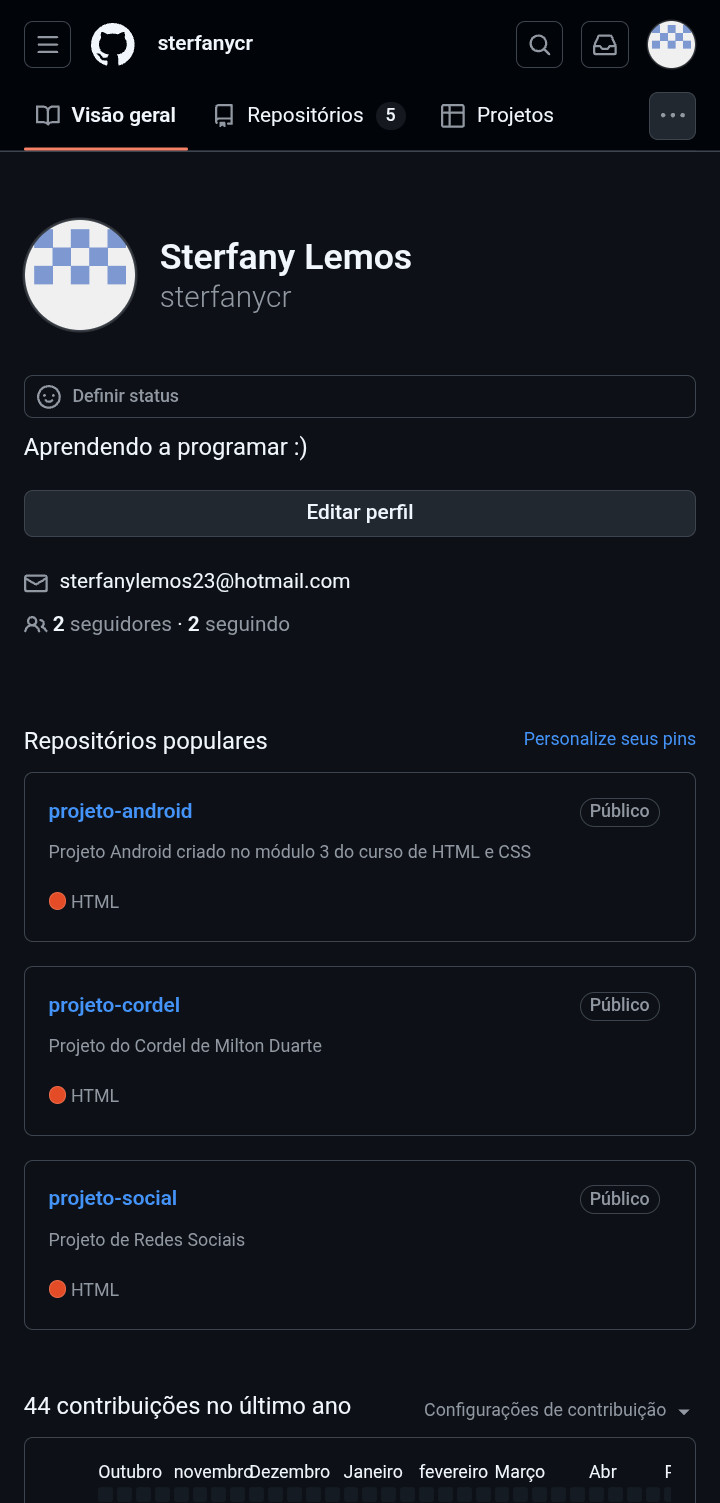 sterfanycr
Visão geral Repositórios 5 Projetos
Sterfany Lemos
sterfanycr
Definir status
Aprendendo a programar :)
Editar perfil
sterfanylemos23@hotmail.com
2 seguidores · 2 seguindo
Repositórios populares Personalize seus pins
projeto-android Público
Projeto Android criado no módulo 3 do curso de HTML e CSS
HTML
projeto-cordel Público
Projeto do Cordel de Milton Duarte
HTML
projeto-social Público
Projeto de Redes Sociais
HTML
44 contribuições no último ano Configurações de contribuição
Outubro novembro Dezembro Janeiro fevereiro Março Abr